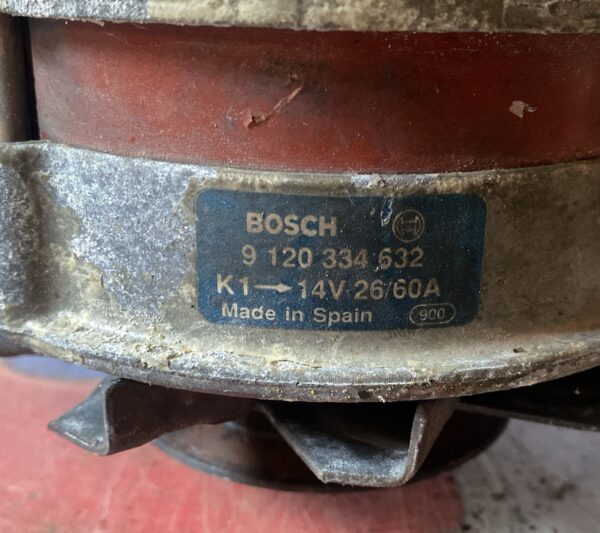 BOSCH
9 120 334 632
K1→14V 26/60A
Made in Spain 900